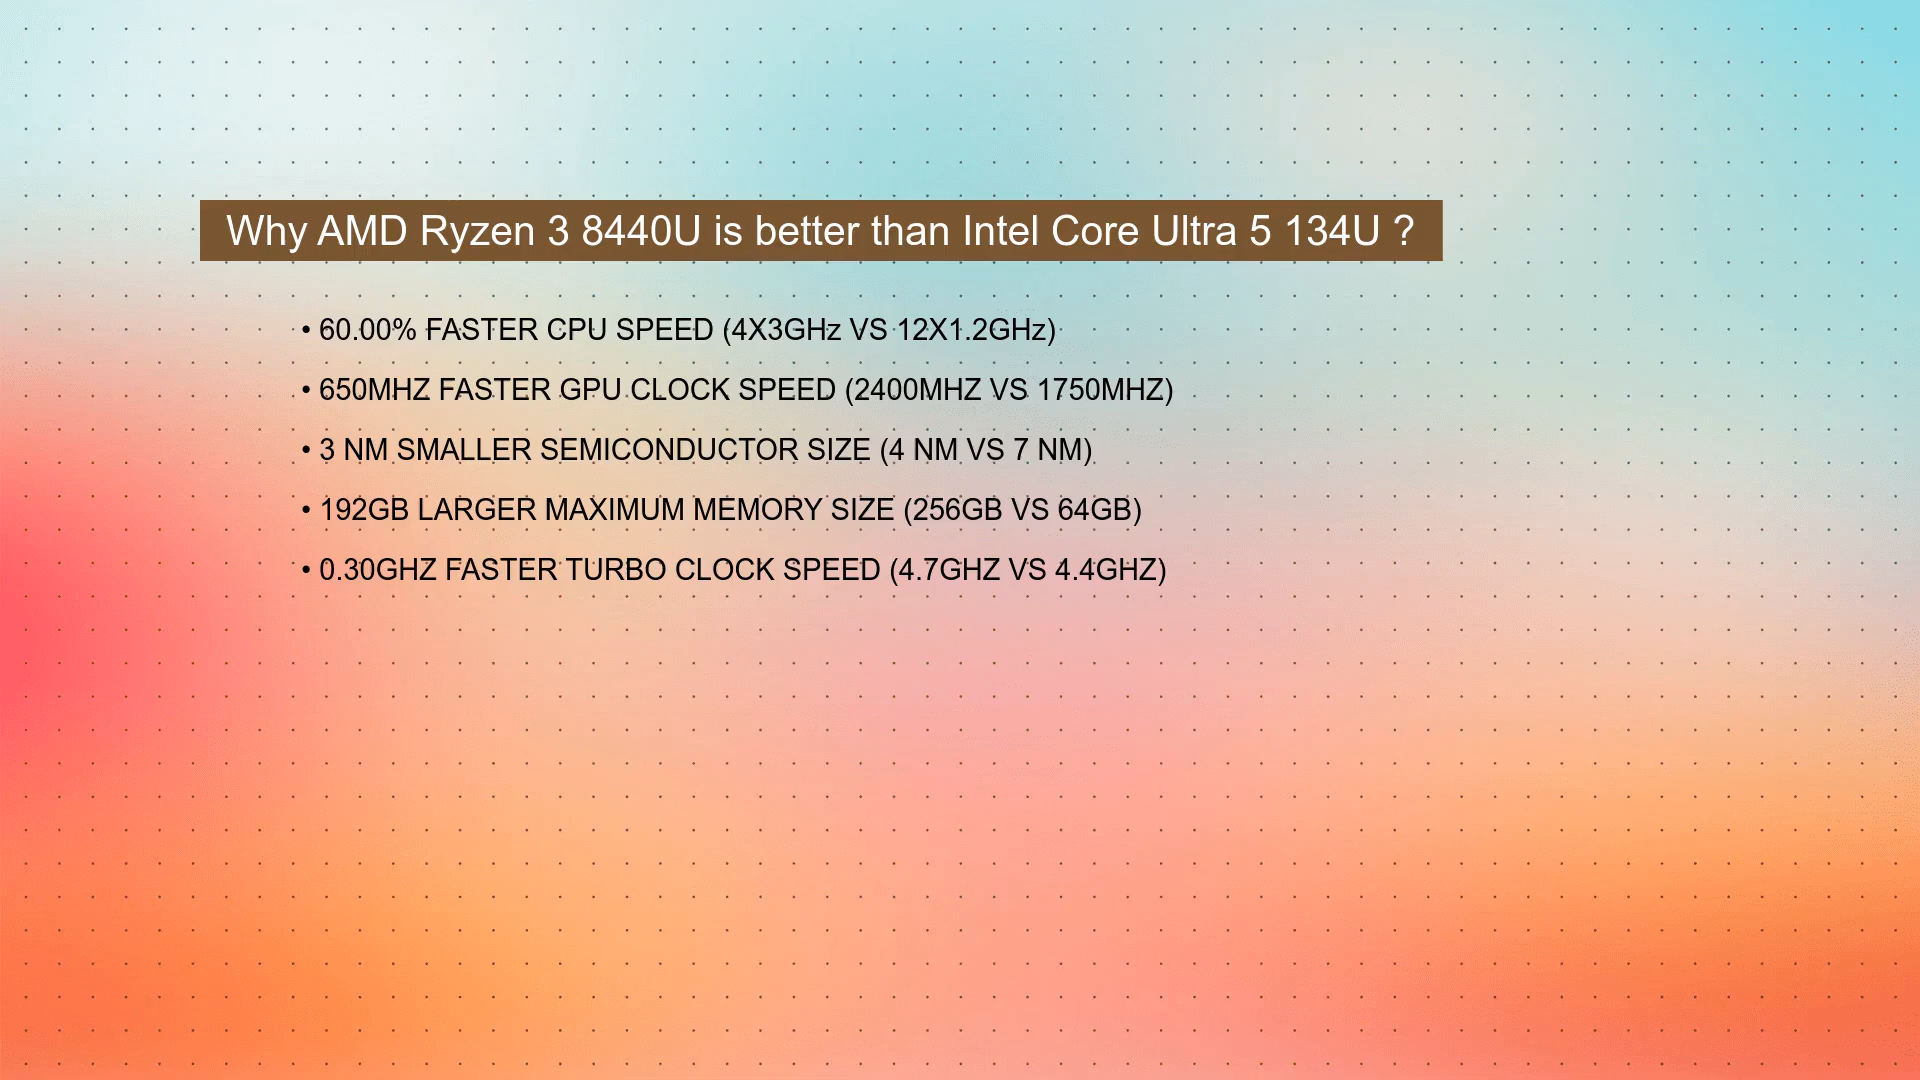 Why AMD Ryzen 3 8440U is better than Intel Core Ultra 5 134U ?
• 60.00% FASTER CPU SPEED (4X3GHz VS 12X1.2GHz)
• 650MHZ FASTER GPU CLOCK SPEED (2400MHZ VS 1750MHZ)
• 3 NM SMALLER SEMICONDUCTOR SIZE (4 NM VS 7 NM)
• 192GB LARGER MAXIMUM MEMORY SIZE (256GB VS 64GB)
• 0.30GHZ FASTER TURBO CLOCK SPEED (4.7GHZ VS 4.4GHZ)